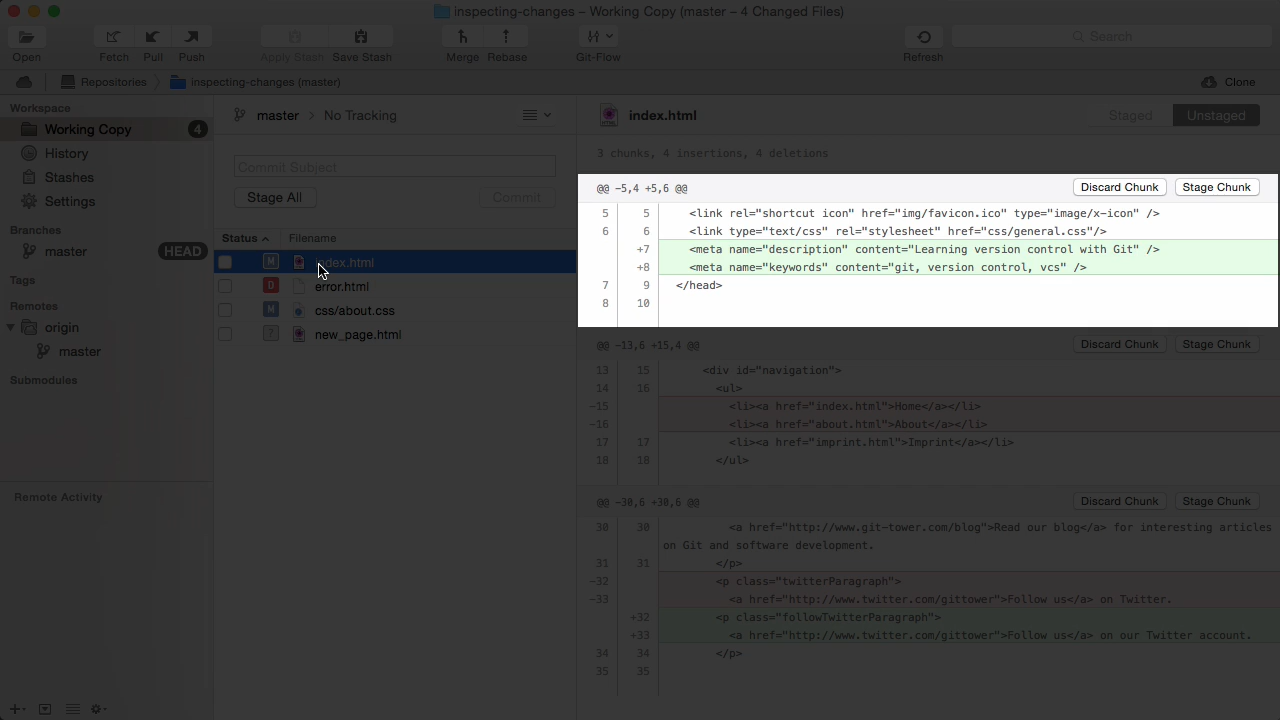 inspecting-changes – Working Copy (master – 4 Changed Files)
Open Fetch Pull Push Apply Stash Save Stash Merge Rebase Git-Flow Refresh Search
Repositories inspecting-changes (master) Clone
Workspace
Working Copy 4
History
Stashes
Settings
Branches
master HEAD
Tags
Remotes
origin
master
Submodules
Remote Activity
master > No Tracking
Commit Subject
Stage All Commit
Status Filename
M index.html
D error.html
M css/about.css
? new_page.html
index.html Staged Unstaged
3 chunks, 4 insertions, 4 deletions
@@ -5,4 +5,6 @@ Discard Chunk Stage Chunk
5 5 <link rel="shortcut icon" href="img/favicon.ico" type="image/x-icon" />
6 6 <link type="text/css" rel="stylesheet" href="css/general.css"/>
+7 <meta name="description" content="Learning version control with Git" />
+8 <meta name="keywords" content="git, version control, vcs" />
7 9 </head>
8 10
@@ -13,6 +15,4 @@ Discard Chunk Stage Chunk
13 15 <div id="navigation">
14 16 <ul>
−15 <li><a href="index.html">Home</a></li>
−16 <li><a href="about.html">About</a></li>
17 17 <li><a href="imprint.html">Imprint</a></li>
18 18 </ul>
@@ -30,6 +30,6 @@ Discard Chunk Stage Chunk
30 30 <a href="http://www.git-tower.com/blog">Read our blog</a> for interesting articles
on Git and software development.
31 31 </p>
−32 <p class="twitterParagraph">
−33 <a href="http://www.twitter.com/gittower">Follow us</a> on Twitter.
+32 <p class="followTwitterParagraph">
+33 <a href="http://www.twitter.com/gittower">Follow us</a> on our Twitter account.
34 34 </p>
35 35